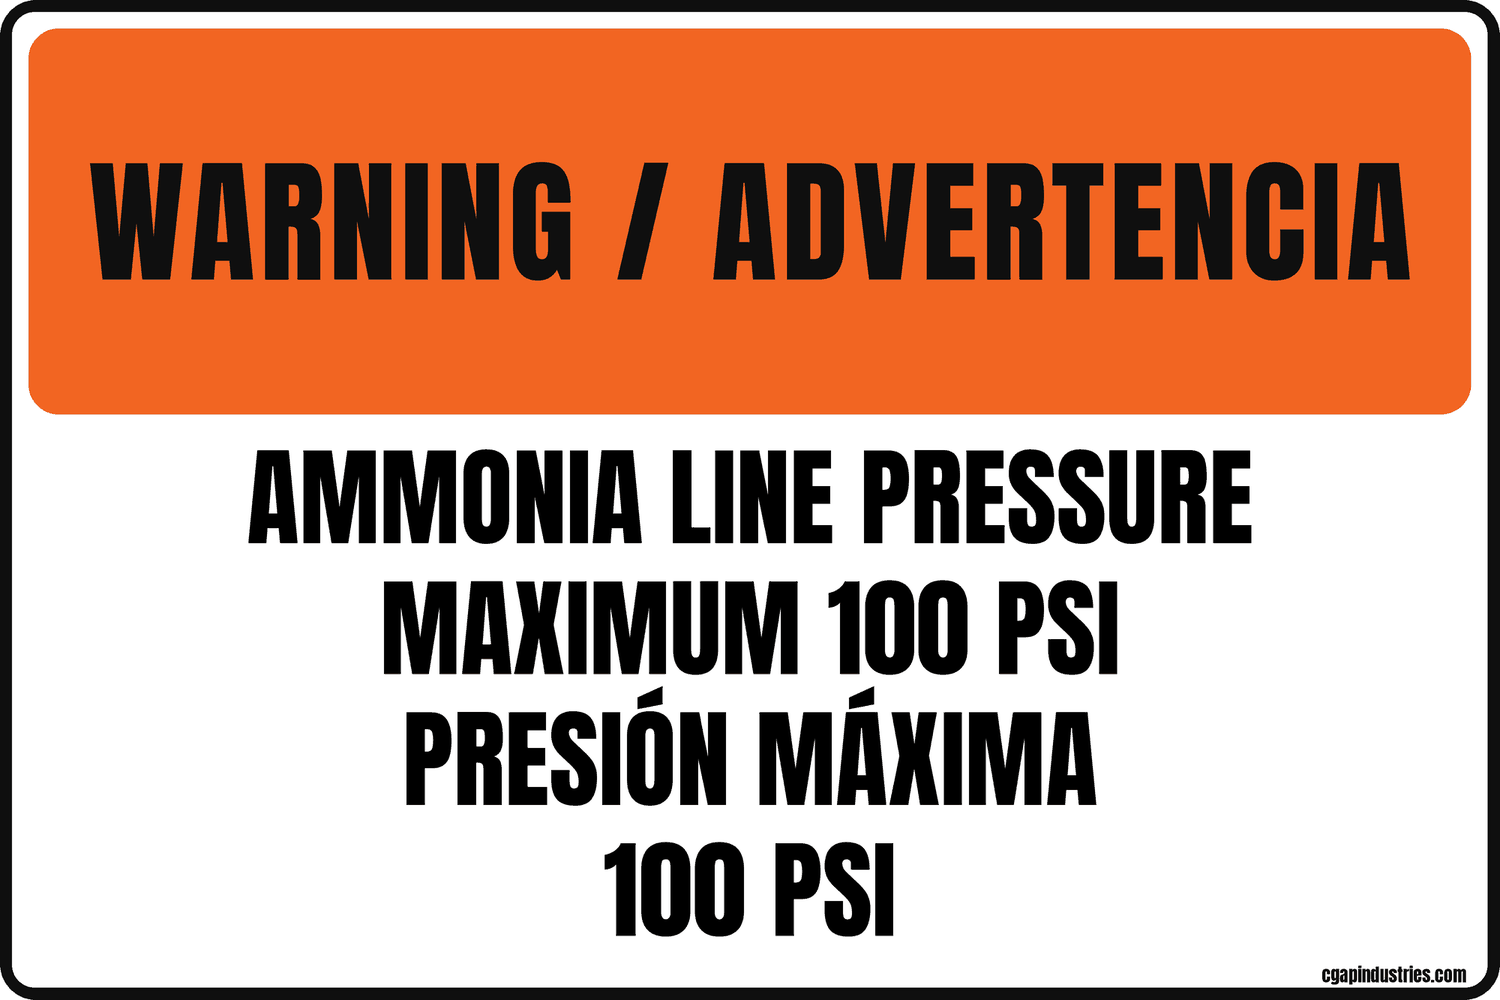 WARNING / ADVERTENCIA
AMMONIA LINE PRESSURE
MAXIMUM 100 PSI
PRESIÓN MÁXIMA
100 PSI
cgapindustries.com